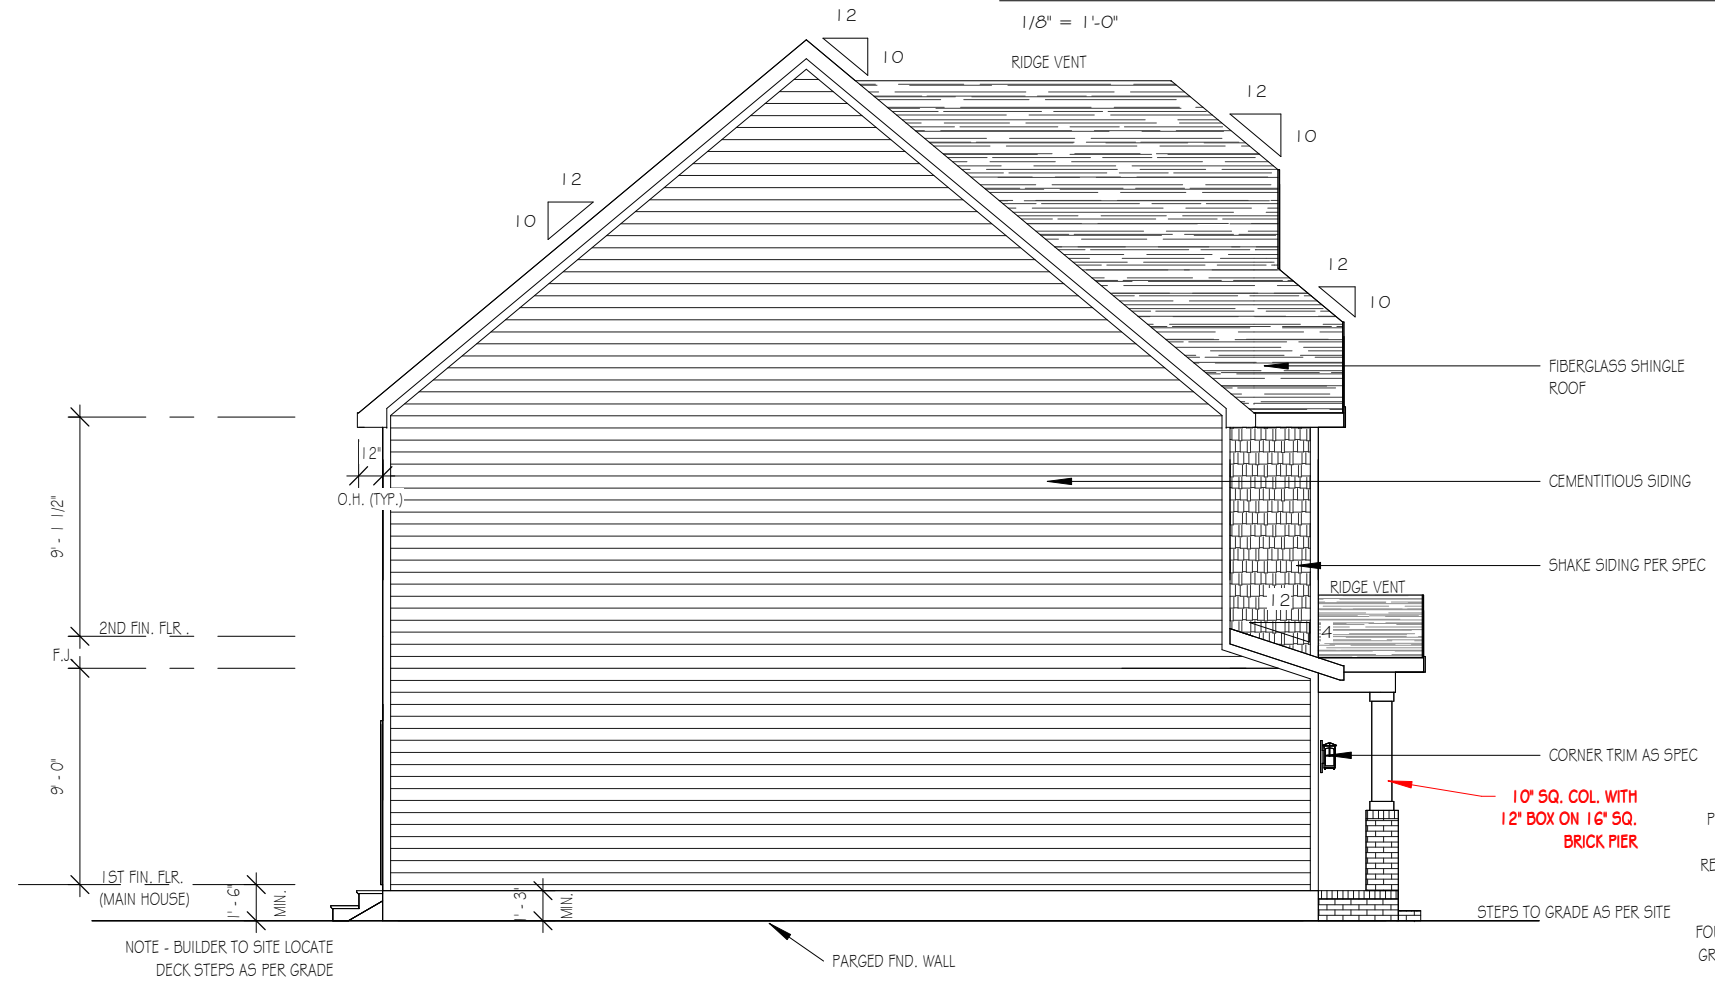 1/8" = 1'-0"
12
10
RIDGE VENT
12
10
12
10
12
10
FIBERGLASS SHINGLE
ROOF
12"
O.H. (TYP.)
CEMENTITIOUS SIDING
9' - 1 1/2"
SHAKE SIDING PER SPEC
RIDGE VENT
12
4
2ND FIN. FLR.
F.J.
9' - 0"
CORNER TRIM AS SPEC
10" SQ. COL. WITH
12" BOX ON 16" SQ.
BRICK PIER
P
RE
1ST FIN. FLR.
(MAIN HOUSE)
1' - 6"
MIN.
1' - 3"
MIN.
STEPS TO GRADE AS PER SITE
FO
GR
NOTE - BUILDER TO SITE LOCATE
DECK STEPS AS PER GRADE
PARGED FND. WALL